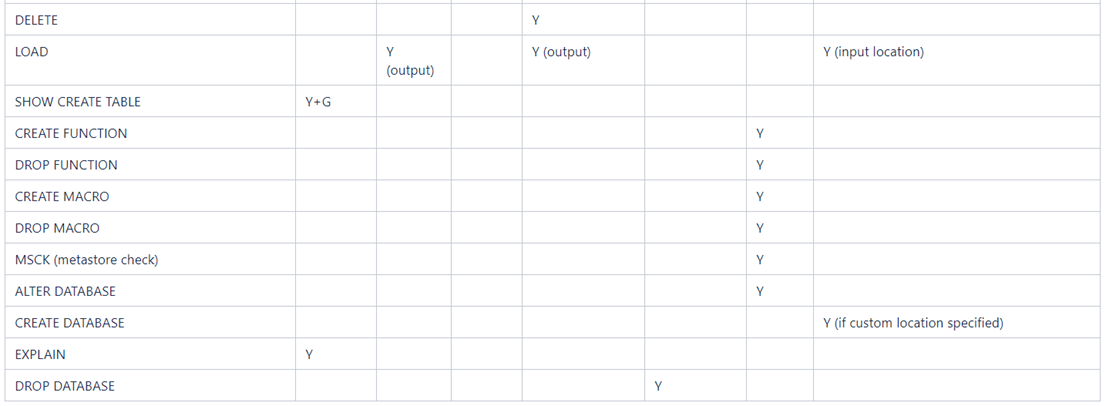 DELETE Y
LOAD Y Y (output) Y (input location)
(output)
SHOW CREATE TABLE Y+G
CREATE FUNCTION Y
DROP FUNCTION Y
CREATE MACRO Y
DROP MACRO Y
MSCK (metastore check) Y
ALTER DATABASE Y
CREATE DATABASE Y (if custom location specified)
EXPLAIN Y
DROP DATABASE Y